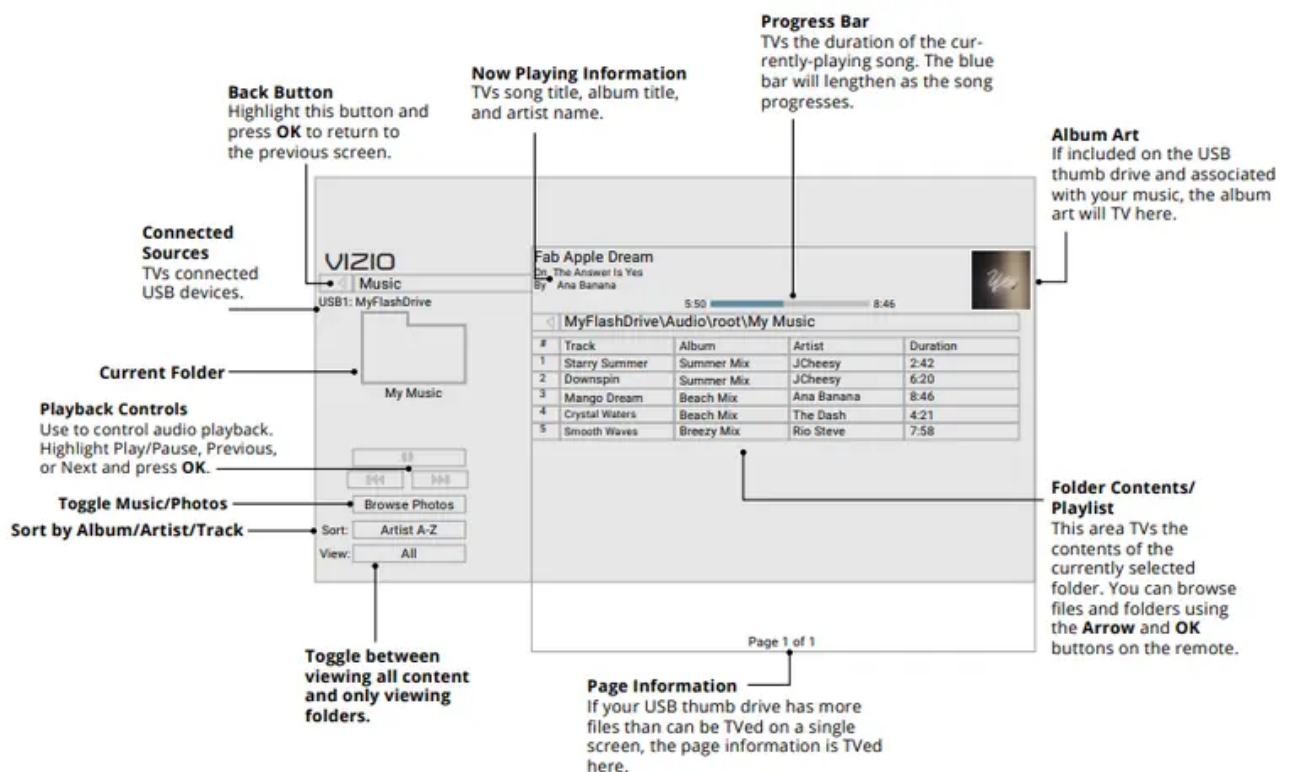 Progress Bar
TVs the duration of the cur-
rently-playing song. The blue
bar will lengthen as the song
progresses.
Now Playing Information
TVs song title, album title,
and artist name.
Back Button
Highlight this button and
press OK to return to
the previous screen.
Album Art
If included on the USB
thumb drive and associated
with your music, the album
art will TV here.
Connected
Sources
TVs connected
USB devices.
VIZIO
Music
USB1: MyFlashDrive
My Music
Fab Apple Dream
On The Answer Is Yes
By Ana Banana
Yes
5:50 8:46
MyFlashDrive\Audio\root\My Music
# Track Album Artist Duration
1 Starry Summer Summer Mix JCheesy 2:42
2 Downspin Summer Mix JCheesy 6:20
3 Mango Dream Beach Mix Ana Banana 8:46
4 Crystal Waters Beach Mix The Dash 4:21
5 Smooth Waves Breezy Mix Rio Steve 7:58
Current Folder
Playback Controls
Use to control audio playback.
Highlight Play/Pause, Previous,
or Next and press OK.
Toggle Music/Photos
Browse Photos
Sort by Album/Artist/Track
Sort: Artist A-Z
View: All
Folder Contents/
Playlist
This area TVs the
contents of the
currently selected
folder. You can browse
files and folders using
the Arrow and OK
buttons on the remote.
Page 1 of 1
Toggle between
viewing all content
and only viewing
folders.
Page Information
If your USB thumb drive has more
files than can be TVed on a single
screen, the page information is TVed
here.